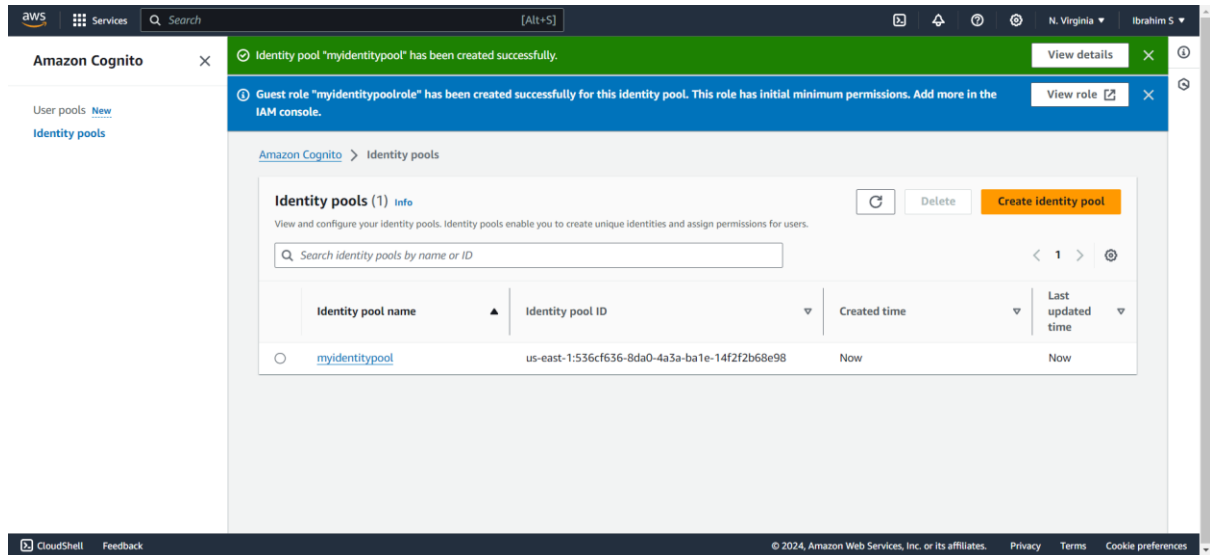 aws
Services
Search
[Alt+S]
N. Virginia
Ibrahim S
Amazon Cognito
User pools New
Identity pools
Identity pool "myidentitypool" has been created successfully.
View details
Guest role "myidentitypoolrole" has been created successfully for this identity pool. This role has initial minimum permissions. Add more in the
IAM console.
View role
Amazon Cognito > Identity pools
Identity pools (1) Info
Delete
Create identity pool
View and configure your identity pools. Identity pools enable you to create unique identities and assign permissions for users.
Search identity pools by name or ID
1
Identity pool name
Identity pool ID
Created time
Last
updated
time
myidentitypool
us-east-1:536cf636-8da0-4a3a-ba1e-14f2f2b68e98
Now
Now
CloudShell
Feedback
© 2024, Amazon Web Services, Inc. or its affiliates.
Privacy
Terms
Cookie preferences